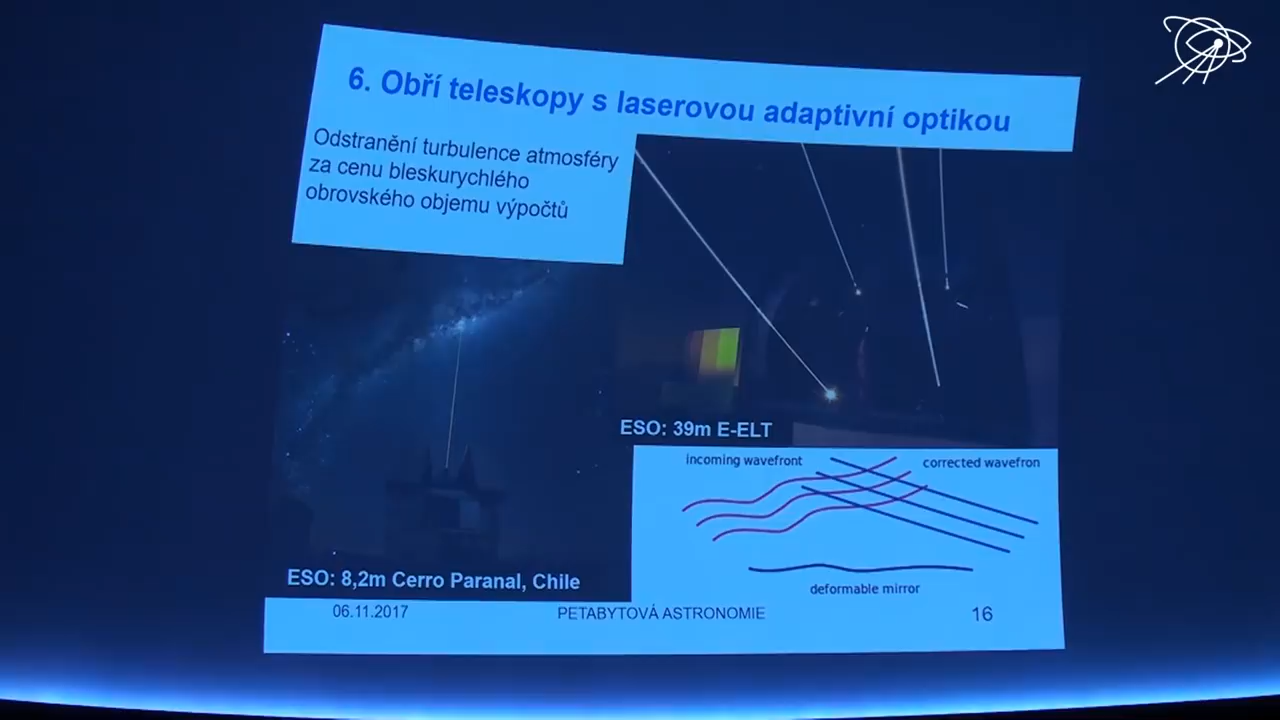 6. Obří teleskopy s laserovou adaptivní optikou
Odstranění turbulence atmosféry
za cenu bleskurychlého
obrovského objemu výpočtů
ESO: 39m E-ELT
incoming wavefront
corrected wavefron
deformable mirror
ESO: 8,2m Cerro Paranal, Chile
06.11.2017
PETABYTOVÁ ASTRONOMIE
16